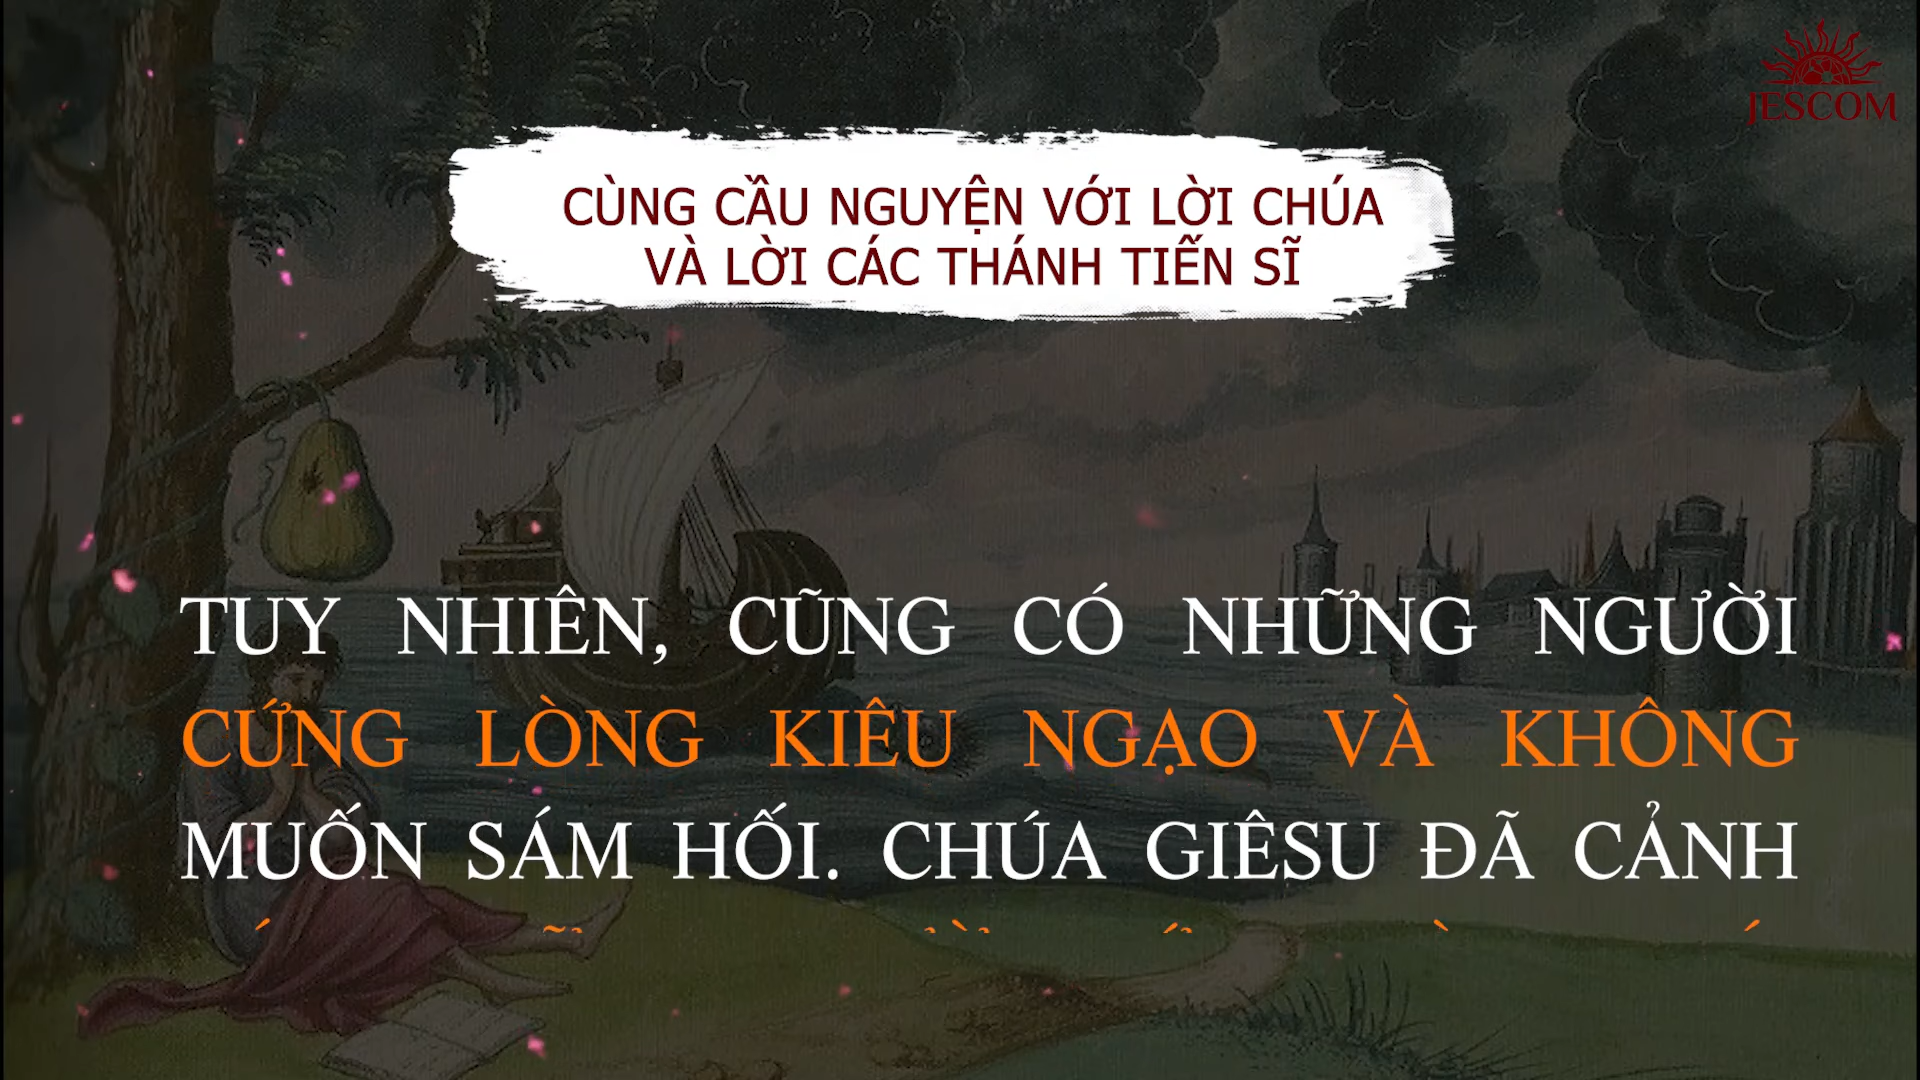 JESCOM
CÙNG CẦU NGUYỆN VỚI LỜI CHÚA
VÀ LỜI CÁC THÁNH TIẾN SĨ
TUY NHIÊN, CŨNG CÓ NHỮNG NGƯỜI
CỨNG LÒNG KIÊU NGẠO VÀ KHÔNG
MUỐN SÁM HỐI. CHÚA GIÊSU ĐÃ CẢNH